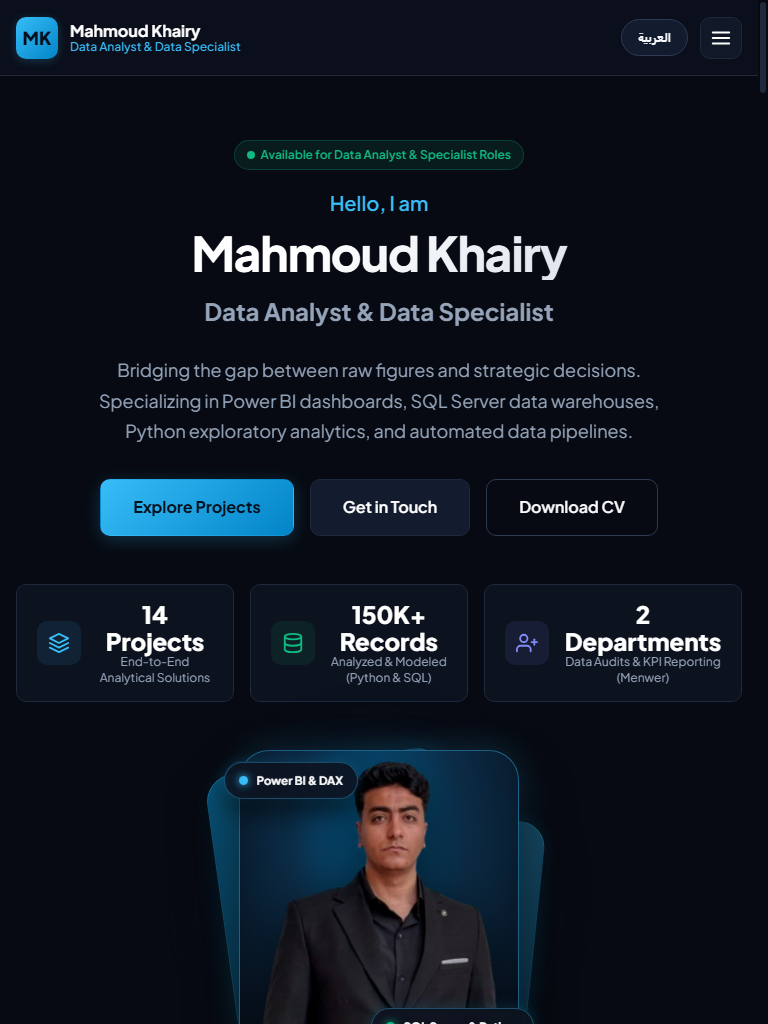 MK
Mahmoud Khairy
Data Analyst & Data Specialist
العربية
Available for Data Analyst & Specialist Roles
Hello, I am
Mahmoud Khairy
Data Analyst & Data Specialist
Bridging the gap between raw figures and strategic decisions.
Specializing in Power BI dashboards, SQL Server data warehouses,
Python exploratory analytics, and automated data pipelines.
Explore Projects
Get in Touch
Download CV
14
Projects
End-to-End
Analytical Solutions
150K+
Records
Analyzed & Modeled
(Python & SQL)
2
Departments
Data Audits & KPI Reporting
(Menwer)
Power BI & DAX